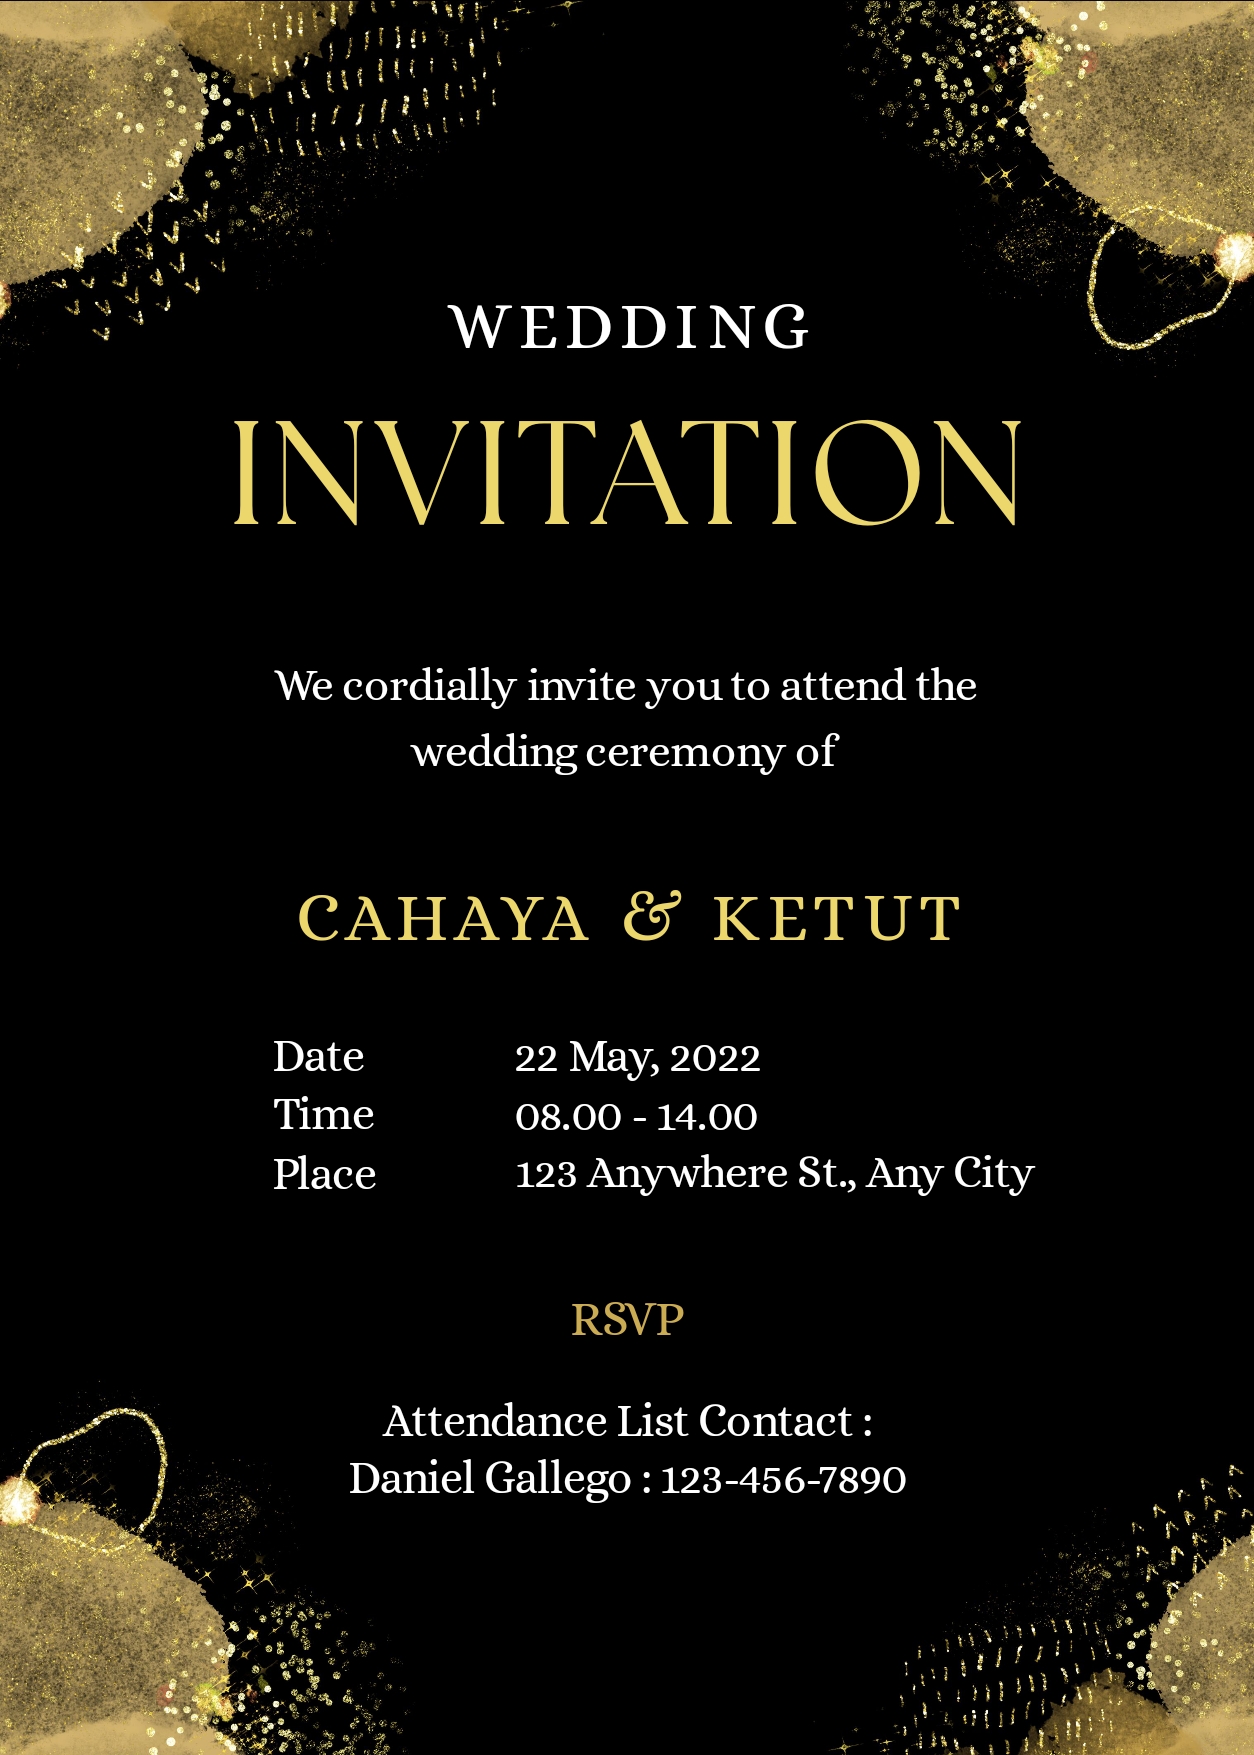 WEDDING
INVITATION
We cordially invite you to attend the
wedding ceremony of
CAHAYA & KETUT
Date 22 May, 2022
Time 08.00 - 14.00
Place 123 Anywhere St., Any City
RSVP
Attendance List Contact :
Daniel Gallego : 123-456-7890